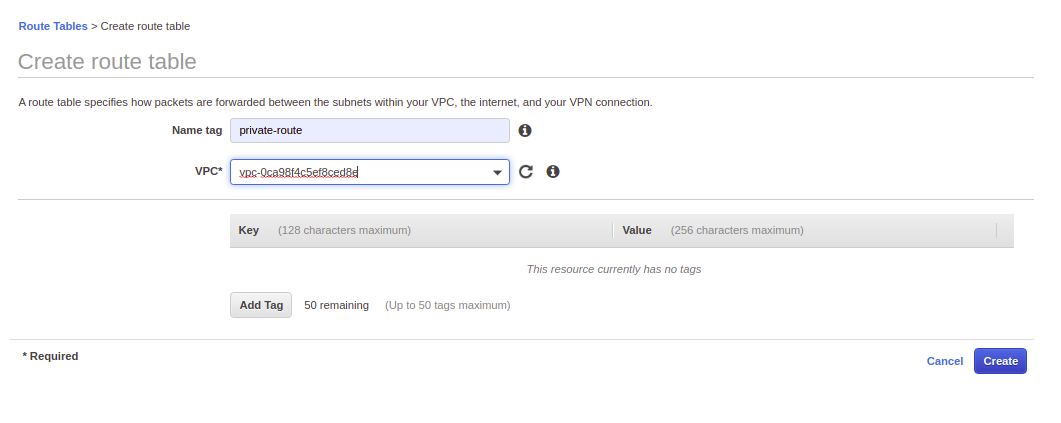 Route Tables > Create route table
Create route table
A route table specifies how packets are forwarded between the subnets within your VPC, the internet, and your VPN connection.
Name tag private-route
VPC* vpc-0ca98f4c5ef8ced8e
Key (128 characters maximum) Value (256 characters maximum)
This resource currently has no tags
Add Tag 50 remaining (Up to 50 tags maximum)
* Required
Cancel Create